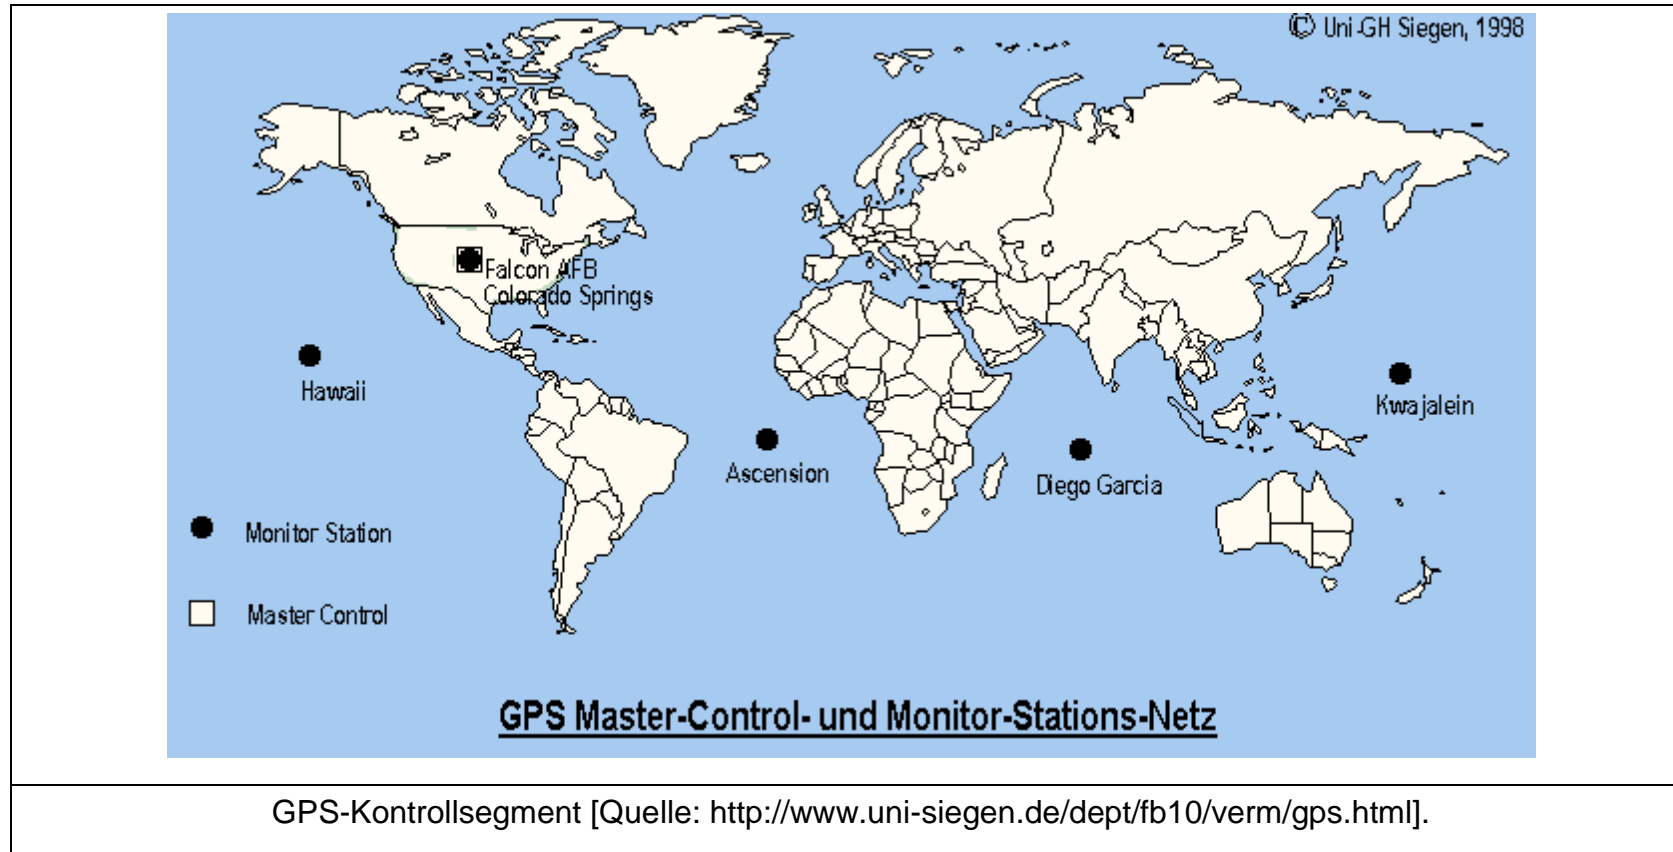 © Uni-GH Siegen, 1998
Falcon AFB
Colorado Springs
Hawaii
Kwajalein
Ascension
Diego Garcia
Monitor Station
Master Control
GPS Master-Control- und Monitor-Stations-Netz
GPS-Kontrollsegment [Quelle: http://www.uni-siegen.de/dept/fb10/verm/gps.html].